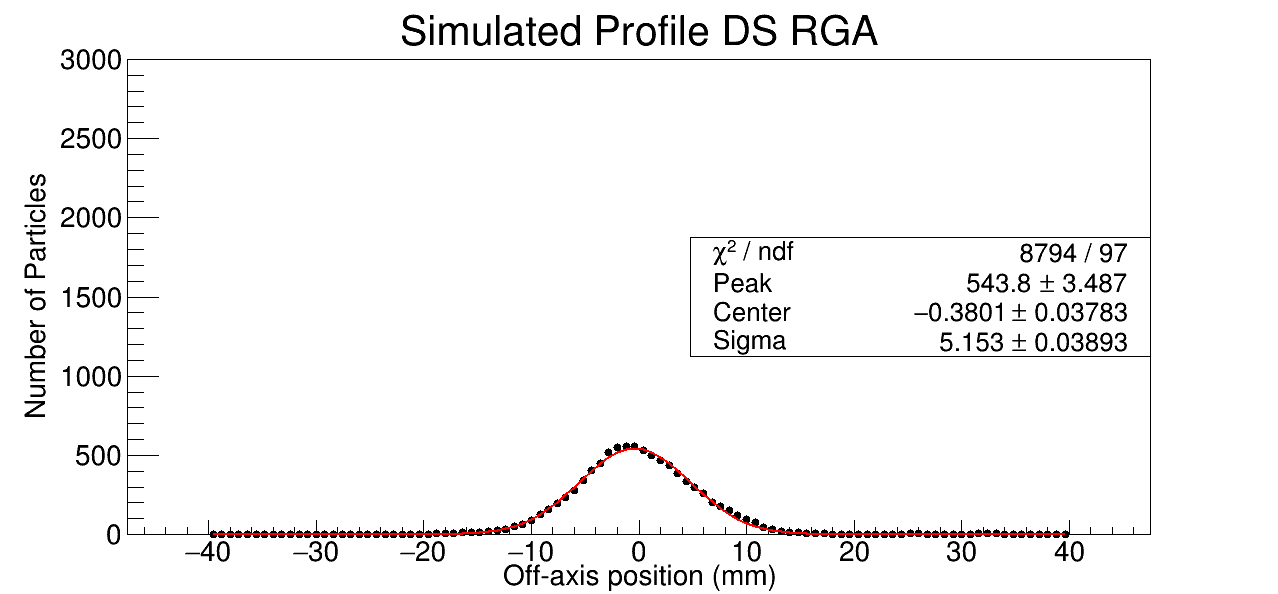 Simulated Profile DS RGA
Number of Particles
3000
2500
2000
1500
1000
500
0
χ² / ndf 8794 / 97
Peak 543.8 ± 3.487
Center −0.3801 ± 0.03783
Sigma 5.153 ± 0.03893
−40 −30 −20 −10 0 10 20 30 40
Off-axis position (mm)